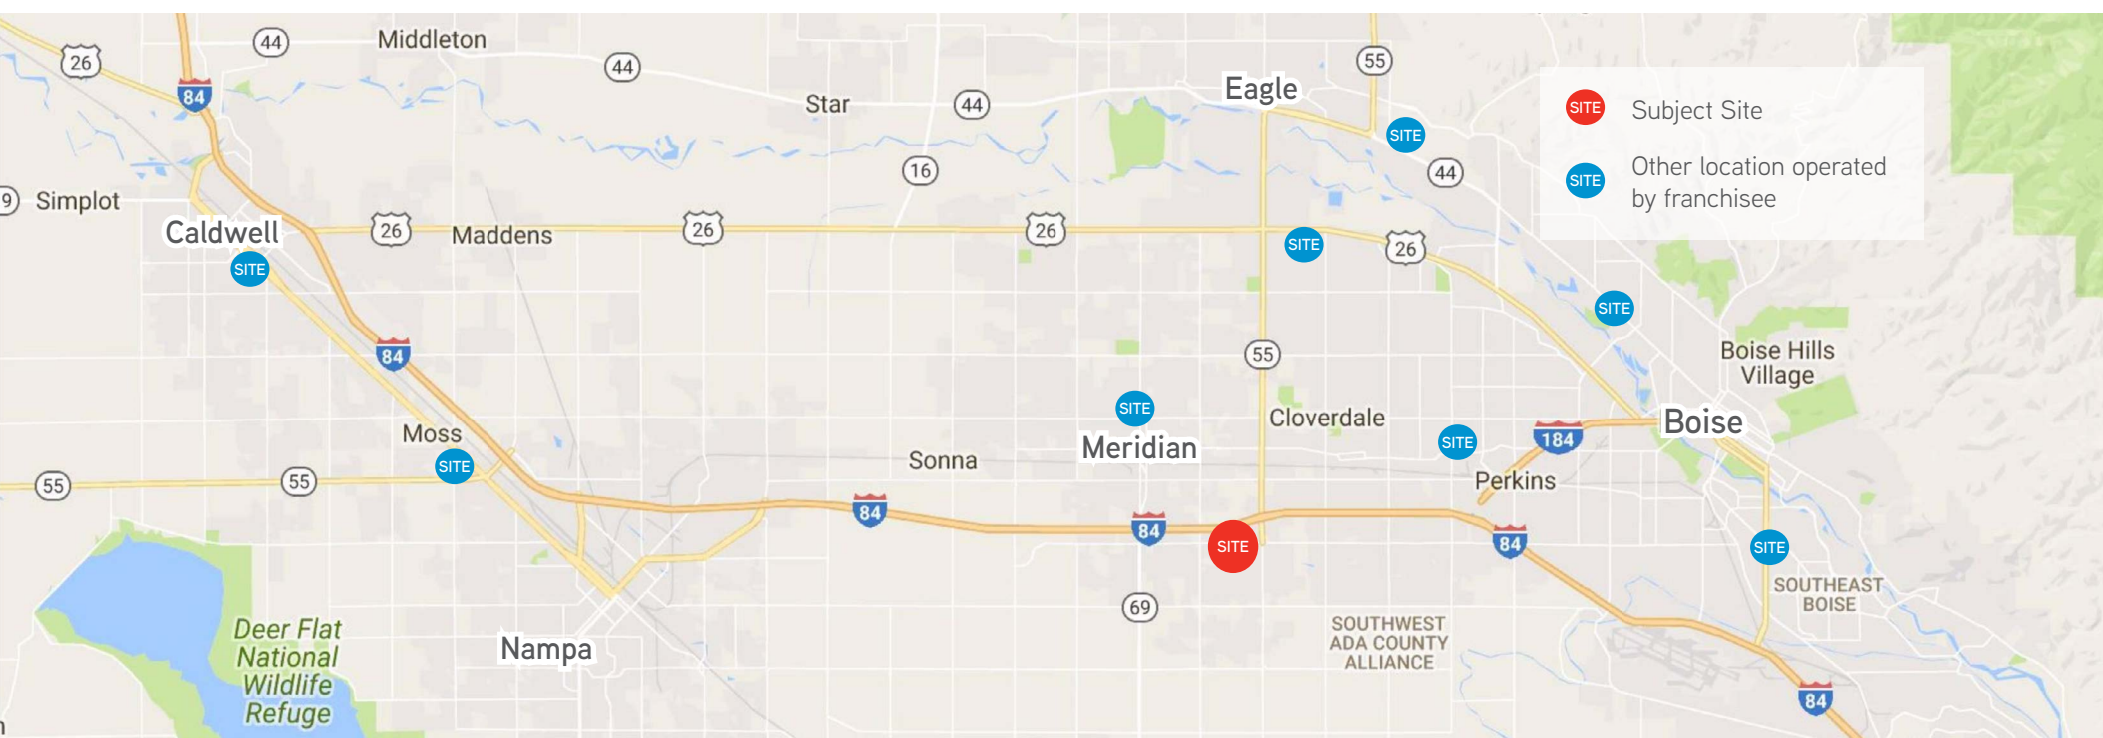 44
Middleton
26
44
55
84
Eagle
Star
44
SITE
Subject Site
SITE
16
44
SITE
Other location operated
by franchisee
9
Simplot
Caldwell
26
Maddens
26
26
SITE
26
SITE
SITE
84
55
Boise Hills
Village
SITE
Cloverdale
Boise
Moss
Meridian
SITE
184
SITE
Sonna
Perkins
55
55
84
84
SITE
84
SITE
SOUTHEAST
BOISE
69
Deer Flat
National
Wildlife
Refuge
SOUTHWEST
ADA COUNTY
ALLIANCE
Nampa
84